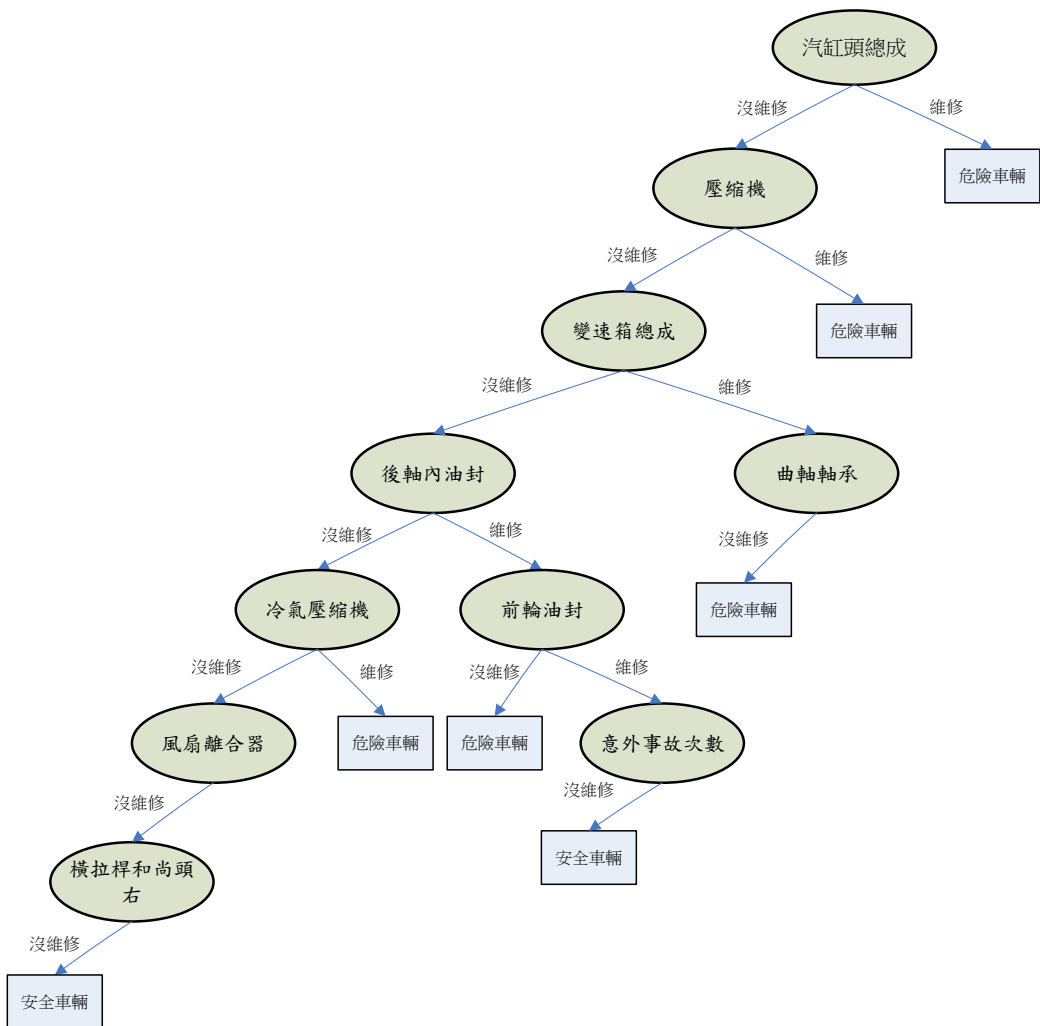 汽缸頭總成
沒維修
維修
壓縮機
危險車輛
沒維修
維修
變速箱總成
危險車輛
沒維修
維修
後軸內油封
曲軸軸承
沒維修
維修
沒維修
冷氣壓縮機
前輪油封
危險車輛
沒維修
維修
沒維修
維修
風扇離合器
危險車輛
危險車輛
意外事故次數
沒維修
沒維修
橫拉桿和尚頭
右
安全車輛
沒維修
安全車輛